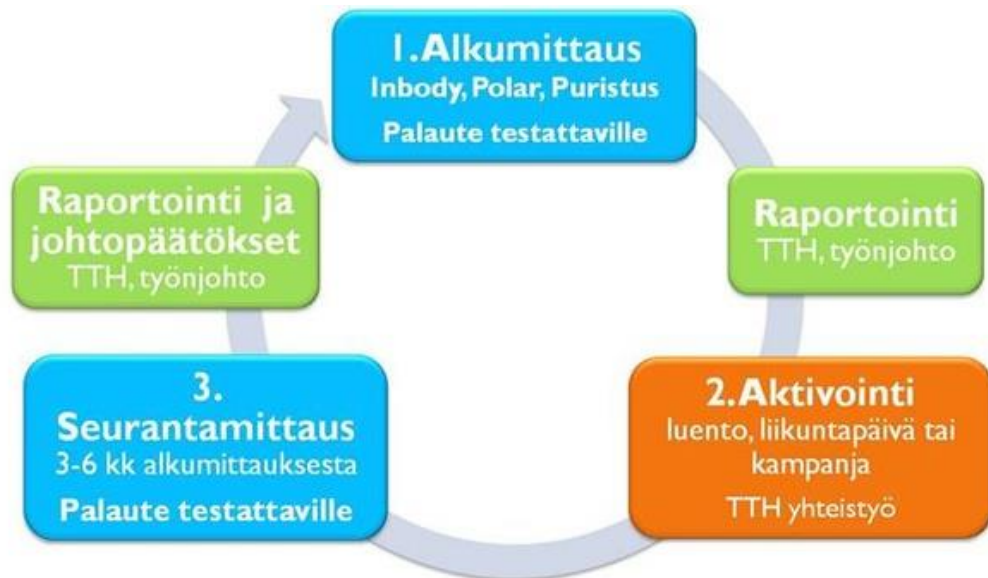 1.Alkumittaus
Inbody, Polar, Puristus
Palaute testattaville
Raportointi
TTH, työnjohto
2.Aktivointi
luento, liikuntapäivä tai
kampanja
TTH yhteistyö
3.
Seurantamittaus
3-6 kk alkumittauksesta
Palaute testattaville
Raportointi ja
johtopäätökset
TTH, työnjohto